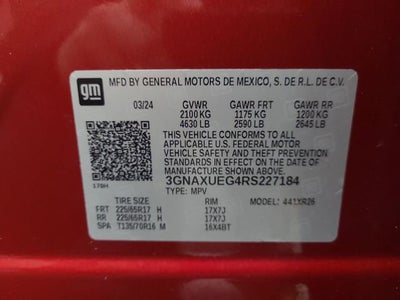 gm MFD BY GENERAL MOTORS DE MEXICO, S. DE R.L. DE C.V.
03/24 GVWR GAWR FRT GAWR RR
2100 KG 1175 KG 1200 KG
4630 LB 2590 LB 2645 LB
THIS VEHICLE CONFORMS TO ALL
APPLICABLE U.S. FEDERAL MOTOR
VEHICLE SAFETY AND THEFT PREVENTION
STANDARDS IN EFFECT ON THE DATE OF
MANUFACTURE SHOWN ABOVE.
3GNAXUEG4RS227184
179H TYPE: MPV
TIRE SIZE RIM MODEL: 441XR26
FRT 225/65R17 H 17X7J
RR 225/65R17 H 17X7J
SPA T135/70R16 M 16X4BT